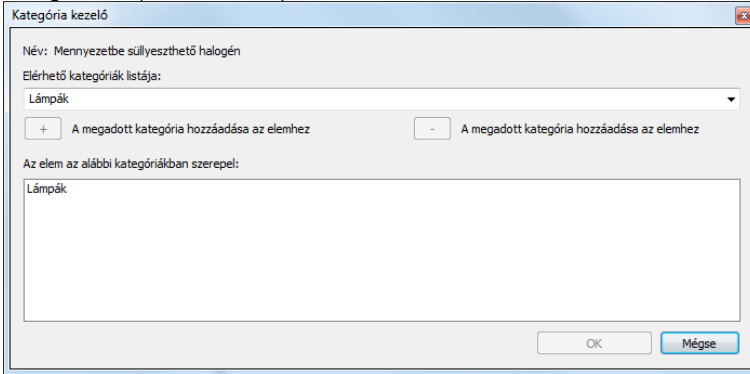 Kategória kezelő
Név: Mennyezetbe süllyeszthető halogén
Elérhető kategóriák listája:
Lámpák
+ A megadott kategória hozzáadása az elemhez - A megadott kategória hozzáadása az elemhez
Az elem az alábbi kategóriákban szerepel:
Lámpák
OK Mégse